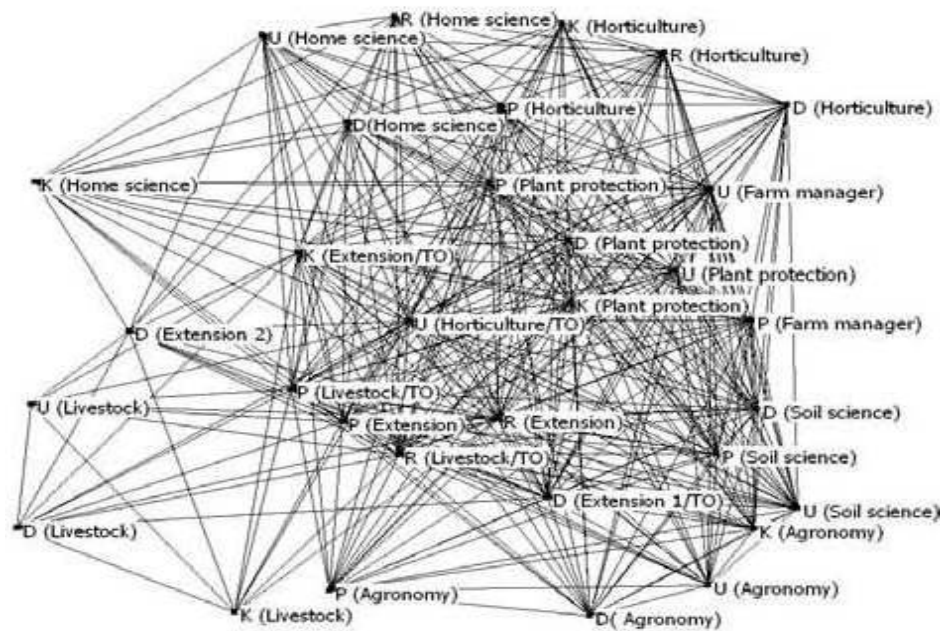 R (Home science)
K (Horticulture)
U (Home science)
R (Horticulture)
P (Horticulture)
D (Horticulture)
D(Home science)
K (Home science)
P (Plant protection)
U (Farm manager)
D (Plant protection)
K (Extension/TO)
U (Plant protection)
K (Plant protection)
U (Horticulture/TO)
P (Farm manager)
D (Extension 2)
P (Livestock/TO)
U (Livestock)
D (Soil science)
P (Extension)
R (Extension)
R (Livestock/TO)
P (Soil science)
D (Extension 1/TO)
U (Soil science)
D (Livestock)
K (Agronomy)
U (Agronomy)
P (Agronomy)
K (Livestock)
D( Agronomy)